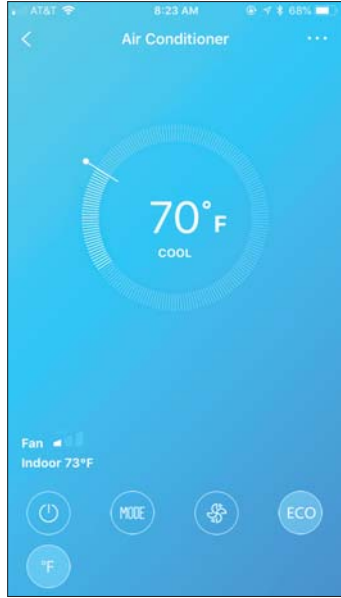 AT&T 8:23 AM 68%
Air Conditioner
70°F
COOL
Fan
Indoor 73°F
MODE ECO
°F